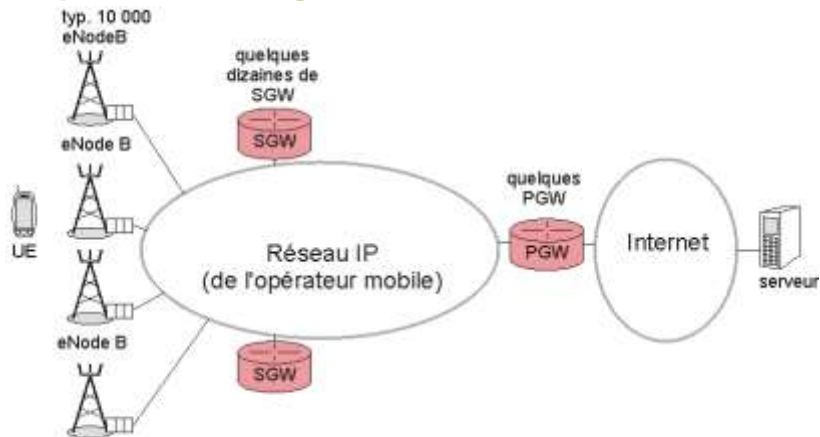 typ. 10 000
eNodeB
quelques
dizaines de
SGW
SGW
eNode B
UE
quelques
PGW
PGW
Réseau IP
(de l'opérateur mobile)
Internet
serveur
eNode B
SGW